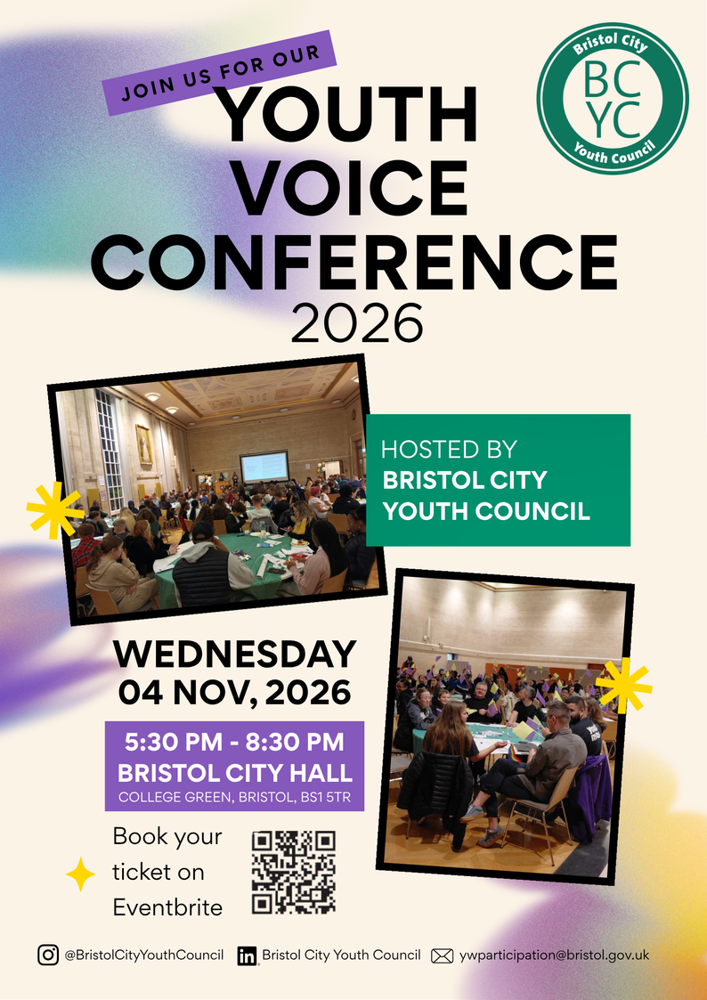 JOIN US FOR OUR
YOUTH
VOICE
CONFERENCE
2026
Bristol City
BC
YC
Youth Council
HOSTED BY
BRISTOL CITY
YOUTH COUNCIL
WEDNESDAY
04 NOV, 2026
5:30 PM - 8:30 PM
BRISTOL CITY HALL
COLLEGE GREEN, BRISTOL, BS1 5TR
Book your
ticket on
Eventbrite
@BristolCityYouthCouncil
in
Bristol City Youth Council
ywparticipation@bristol.gov.uk